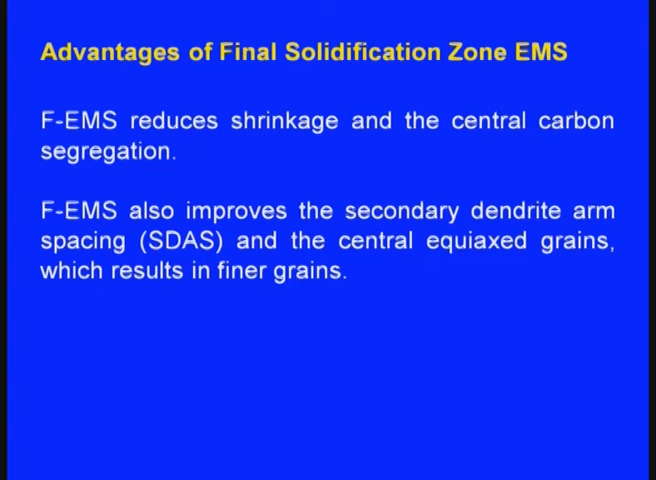 Advantages of Final Solidification Zone EMS
F-EMS reduces shrinkage and the central carbon
segregation.
F-EMS also improves the secondary dendrite arm
spacing (SDAS) and the central equiaxed grains,
which results in finer grains.